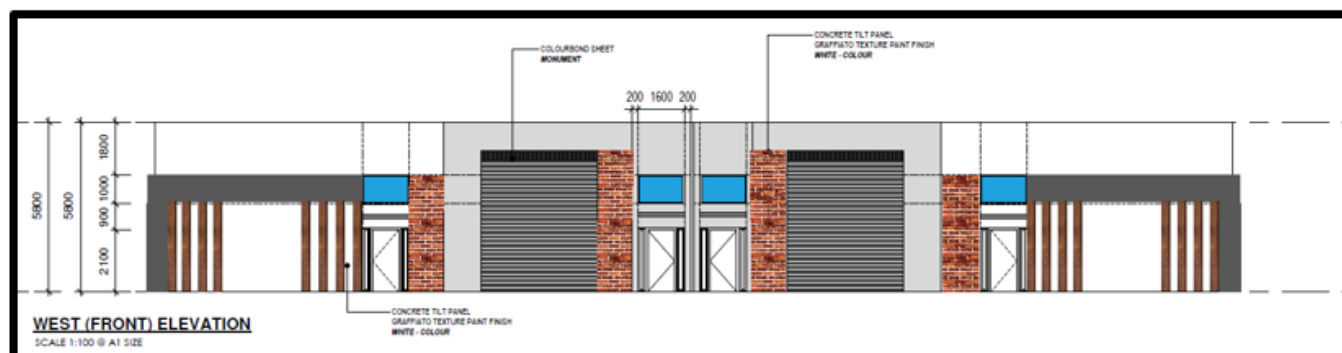 COLOURBOND SHEET
MONUMENT
CONCRETE TILT PANEL
GRAFFIATO TEXTURE PAINT FINISH
WHITE - COLOUR
200 1600 200
5800
5800
1800
1000
900
2100
CONCRETE TILT PANEL
GRAFFIATO TEXTURE PAINT FINISH
WHITE - COLOUR
WEST (FRONT) ELEVATION
SCALE 1:100 @ A1 SIZE